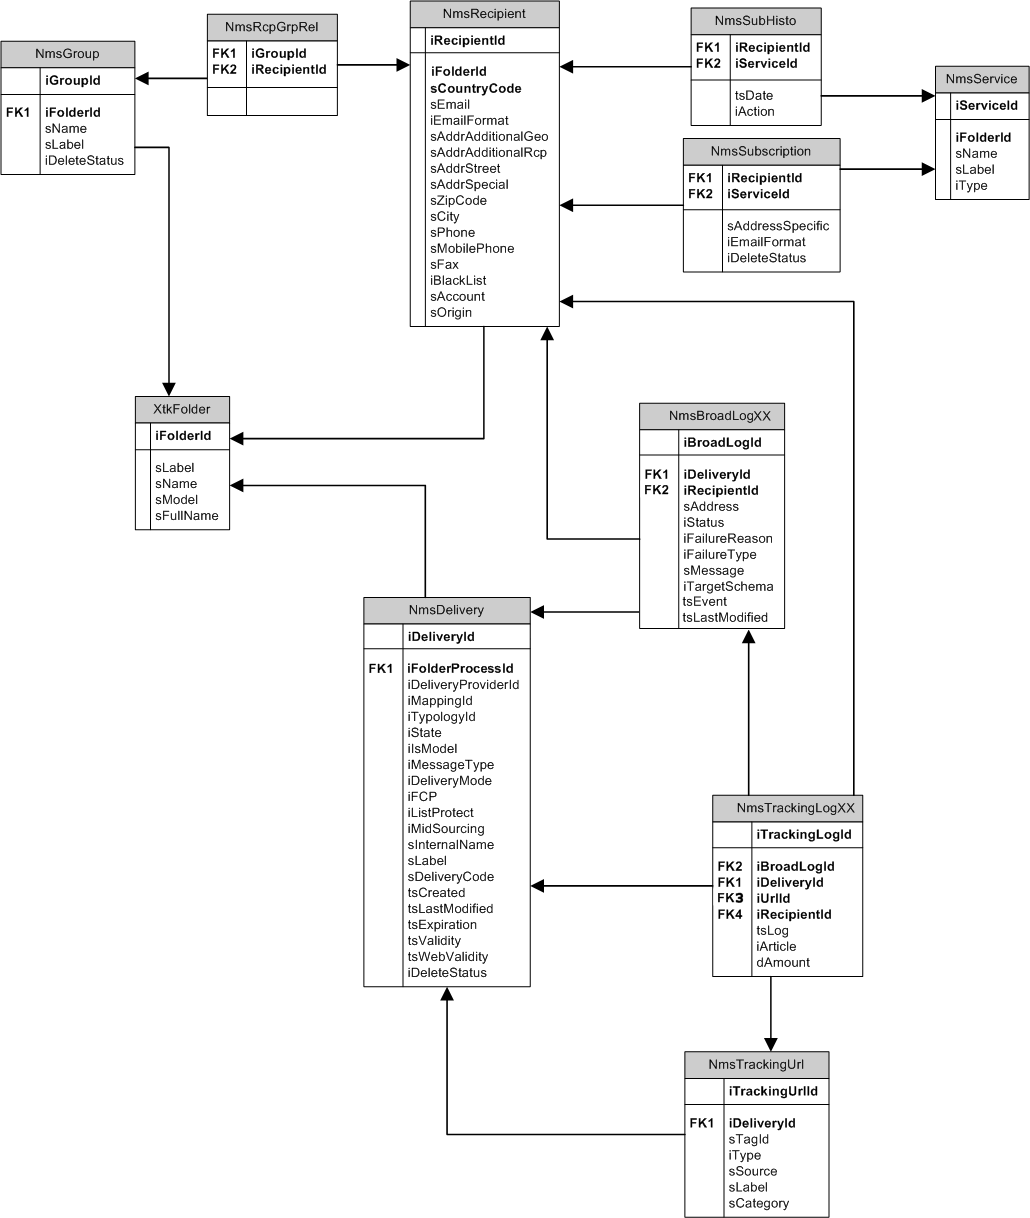 NmsGroup
iGroupId
FK1 iFolderId
sName
sLabel
iDeleteStatus
NmsRcpGrpRel
FK1 iGroupId
FK2 iRecipientId
NmsRecipient
iRecipientId
iFolderId
sCountryCode
sEmail
iEmailFormat
sAddrAdditionalGeo
sAddrAdditionalRcp
sAddrStreet
sAddrSpecial
sZipCode
sCity
sPhone
sMobilePhone
sFax
iBlackList
sAccount
sOrigin
NmsSubHisto
FK1 iRecipientId
FK2 iServiceId
tsDate
iAction
NmsService
iServiceId
iFolderId
sName
sLabel
iType
NmsSubscription
FK1 iRecipientId
FK2 iServiceId
sAddressSpecific
iEmailFormat
iDeleteStatus
XtkFolder
iFolderId
sLabel
sName
sModel
sFullName
NmsBroadLogXX
iBroadLogId
FK1 iDeliveryId
FK2 iRecipientId
sAddress
iStatus
iFailureReason
iFailureType
sMessage
iTargetSchema
tsEvent
tsLastModified
NmsDelivery
iDeliveryId
FK1 iFolderProcessId
iDeliveryProviderId
iMappingId
iTypologyId
iState
iIsModel
iMessageType
iDeliveryMode
iFCP
iListProtect
iMidSourcing
sInternalName
sLabel
sDeliveryCode
tsCreated
tsLastModified
tsExpiration
tsValidity
tsWebValidity
iDeleteStatus
NmsTrackingLogXX
iTrackingLogId
FK2 iBroadLogId
FK1 iDeliveryId
FK3 iUrlId
FK4 iRecipientId
tsLog
iArticle
dAmount
NmsTrackingUrl
iTrackingUrlId
FK1 iDeliveryId
sTagId
iType
sSource
sLabel
sCategory